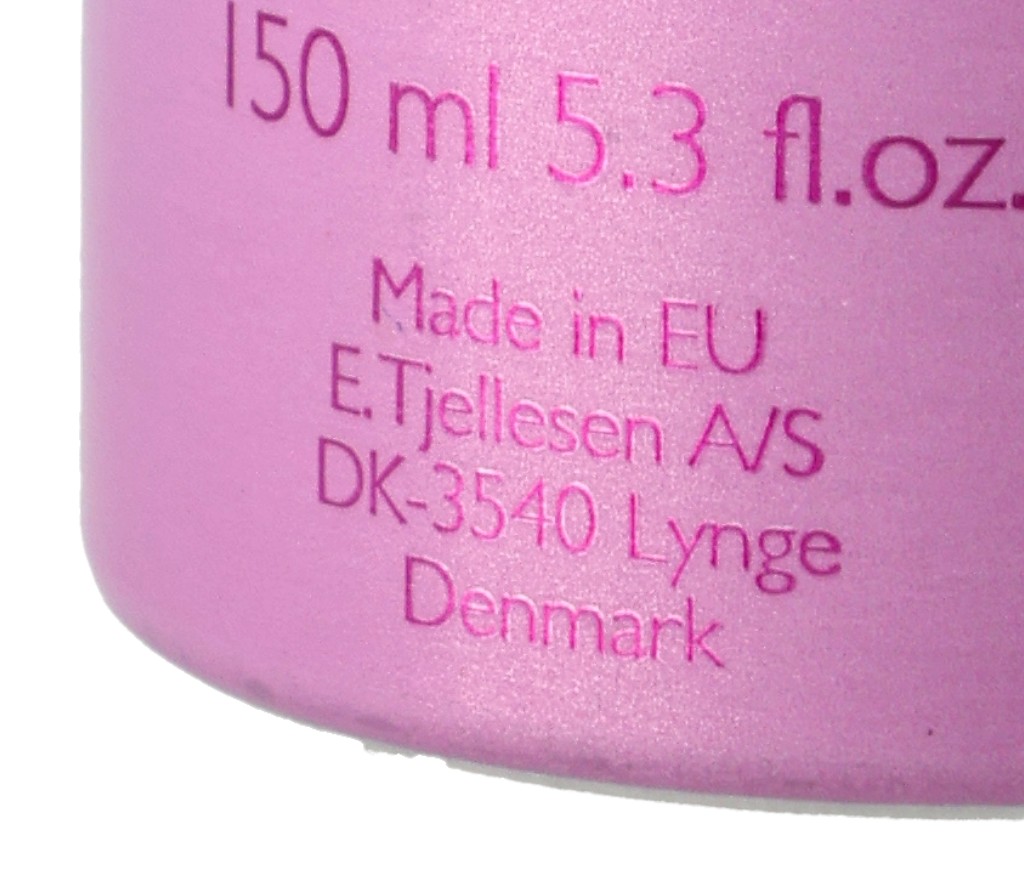 150 ml 5.3 fl.oz.
Made in EU
E.Tjellesen A/S
DK-3540 Lynge
Denmark